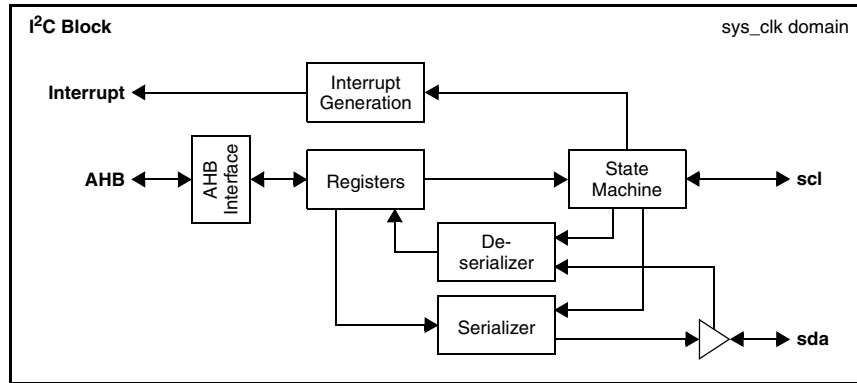 I²C Block
sys_clk domain
Interrupt
Interrupt
Generation
AHB
AHB
Interface
Registers
State
Machine
scl
De-
serializer
Serializer
sda